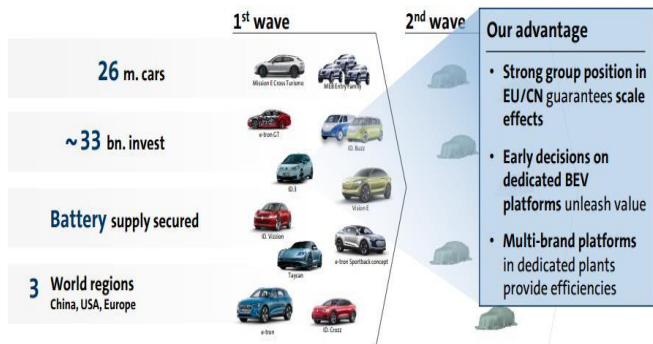 1st wave
2nd wave
26 m. cars
~33 bn. invest
Battery supply secured
3 World regions
China, USA, Europe
Mission E Cross Turismo
MEB Entry Family
e-tron GT
ID. Buzz
ID.3
Vision E
ID. Vizzion
e-tron Sportback concept
Taycan
e-tron
ID. Crozz
Our advantage
• Strong group position in
EU/CN guarantees scale
effects
• Early decisions on
dedicated BEV
platforms unleash value
• Multi-brand platforms
in dedicated plants
provide efficiencies